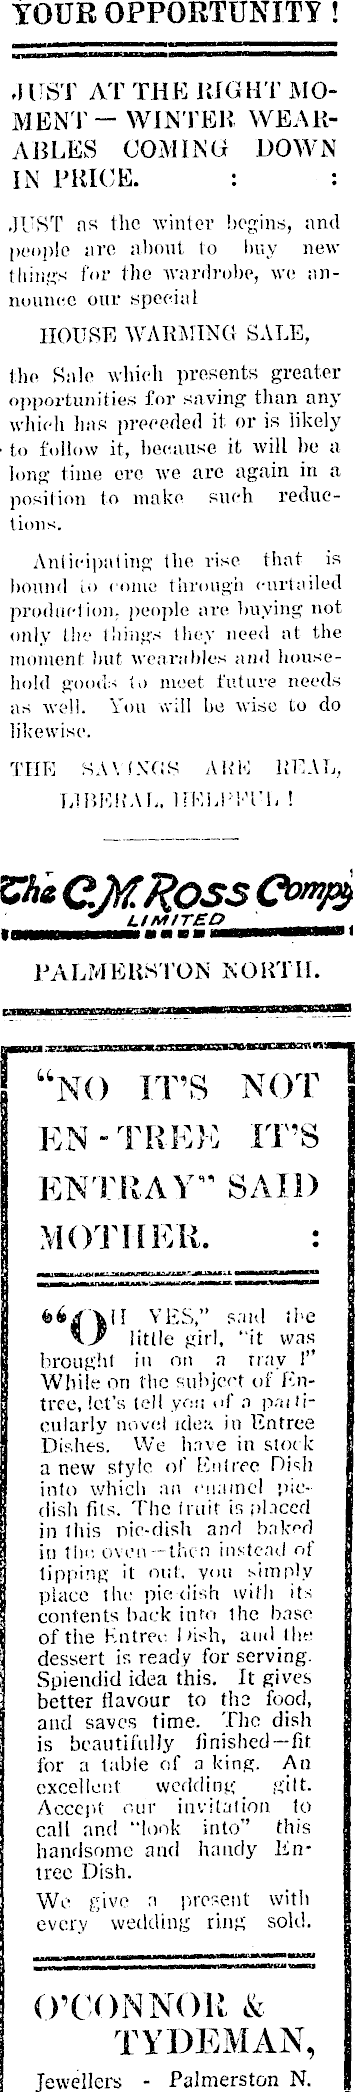 YOUR OPPORTUNITY !
JUST AT THE RIGHT MO-
MENT — WINTER WEAR-
ABLES COMING DOWN
IN PRICE. : :
JUST as the winter begins, and
people are about to buy new
things for the wardrobe, we an-
nounce our special
HOUSE WARMING SALE,
the Sale which presents greater
opportunities for saving than any
which has preceded it or is likely
to follow it, because it will be a
long time ere we are again in a
position to make such reduc-
tions.
Anticipating the rise that is
bound to come through curtailed
production, people are buying not
only the things they need at the
moment but wearables and house-
hold goods to meet future needs
as well. You will be wise to do
likewise.
THE SAVINGS ARE REAL,
LIBERAL, HELPFUL !
The C.M. Ross Compy
LIMITED
PALMERSTON NORTH.
"NO IT'S NOT
EN-TREE IT'S
ENTRAY" SAID
MOTHER. :
"OH YES," said the
little girl, "it was
brought in on a tray !"
While on the subject of En-
tree, let's tell you of a parti-
cularly novel idea in Entree
Dishes. We have in stock
a new style of Entree Dish
into which an enamel pie-
dish fits. The fruit is placed
in this pie-dish and baked
in the oven—then instead of
tipping it out, you simply
place the pie dish with its
contents back into the base
of the Entree Dish, and the
dessert is ready for serving.
Splendid idea this. It gives
better flavour to the food,
and saves time. The dish
is beautifully finished—fit
for a table of a king. An
excellent wedding gift.
Accept our invitation to
call and "look into" this
handsome and handy En-
tree Dish.
We give a present with
every wedding ring sold.
O'CONNOR &
TYDEMAN,
Jewellers - Palmerston N.